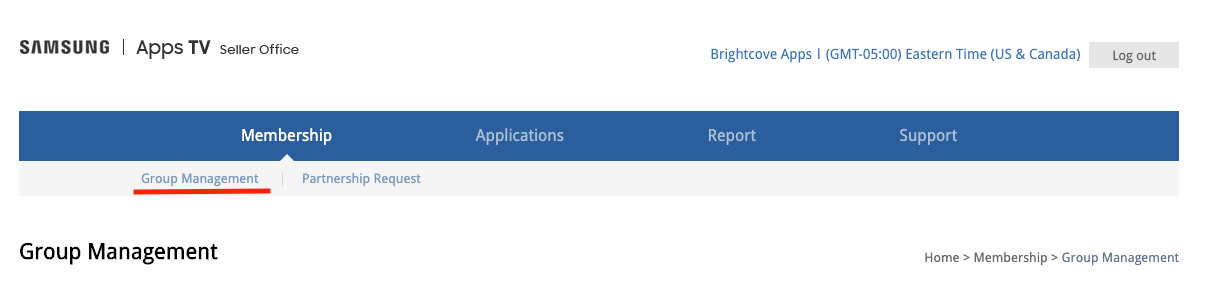 SAMSUNG | Apps TV Seller Office
Brightcove Apps | (GMT-05:00) Eastern Time (US & Canada) Log out
Membership Applications Report Support
Group Management | Partnership Request
Group Management
Home > Membership > Group Management